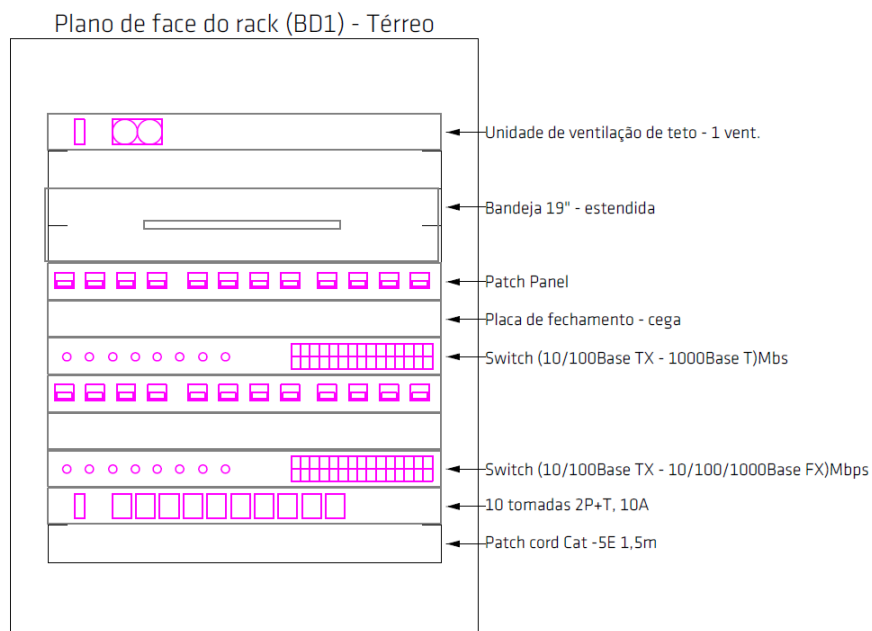 Plano de face do rack (BD1) - Térreo
Unidade de ventilação de teto - 1 vent.
Bandeja 19" - estendida
Patch Panel
Placa de fechamento - cega
Switch (10/100Base TX - 1000Base T)Mbs
Switch (10/100Base TX - 10/100/1000Base FX)Mbps
10 tomadas 2P+T, 10A
Patch cord Cat -5E 1,5m